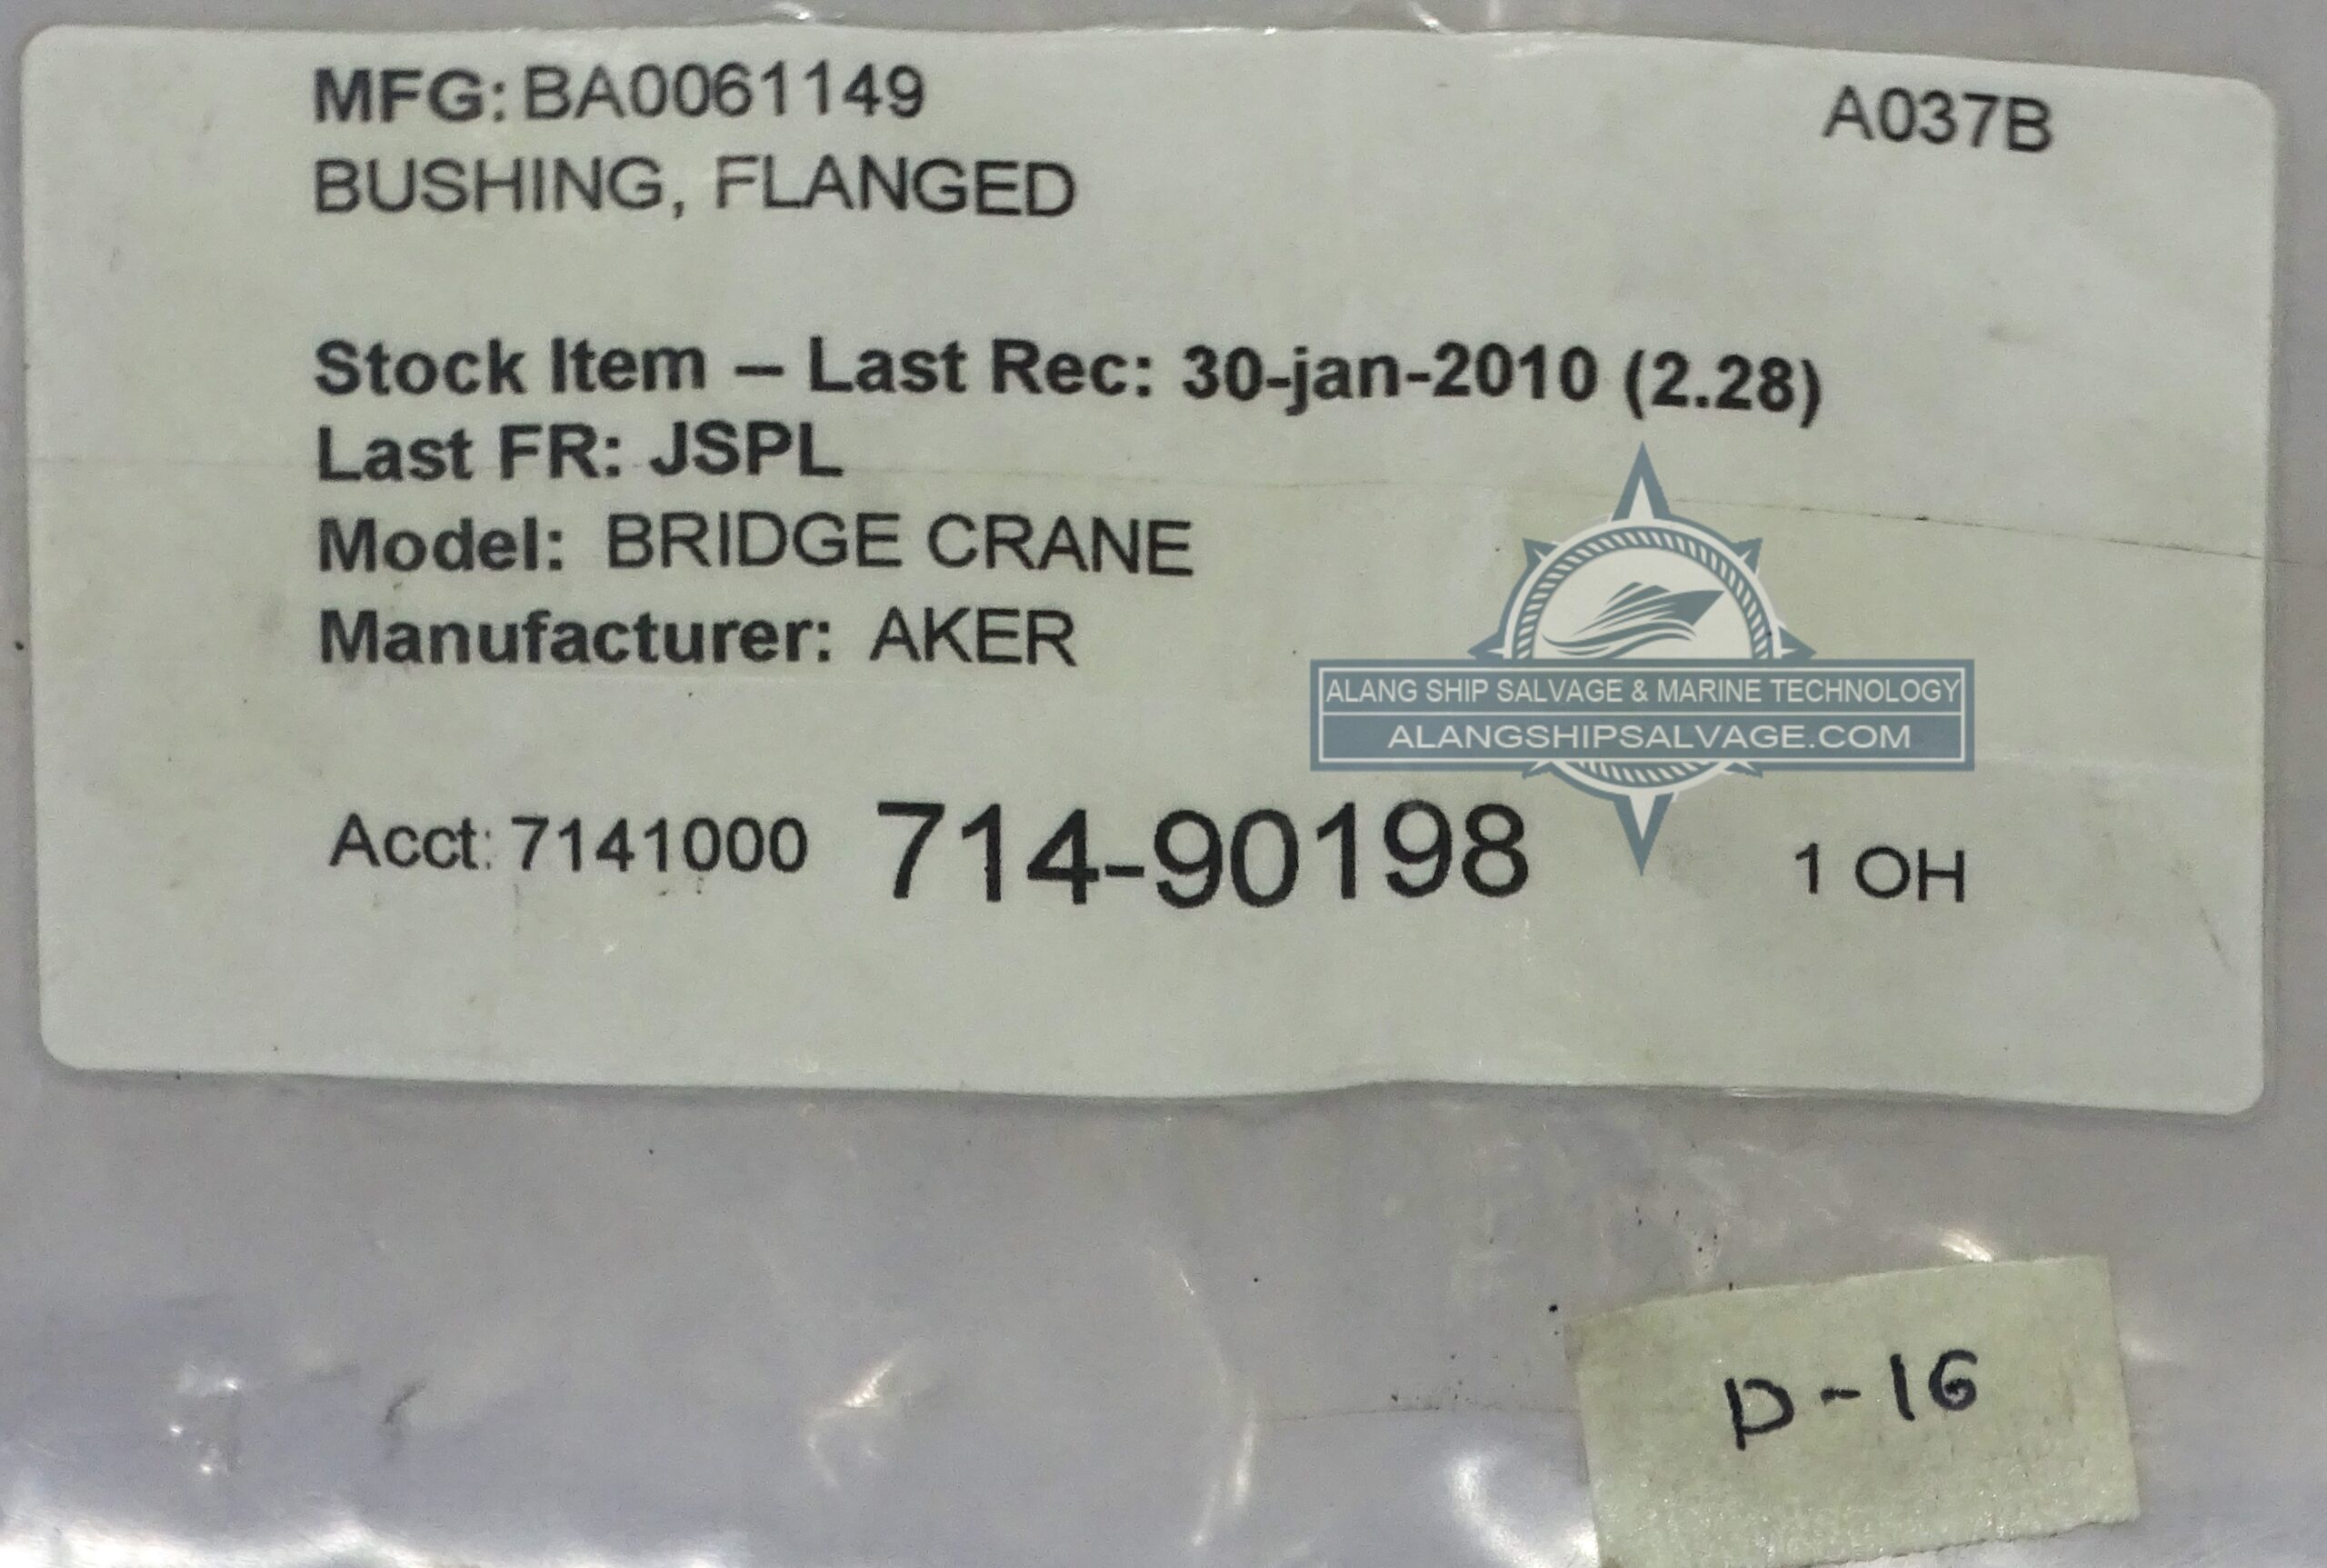 MFG: BA0061149 A037B
BUSHING, FLANGED
Stock Item – Last Rec: 30-jan-2010 (2.28)
Last FR: JSPL
Model: BRIDGE CRANE
Manufacturer: AKER
ALANG SHIP SALVAGE & MARINE TECHNOLOGY
ALANGSHIPSALVAGE.COM
Acct: 7141000 714-90198 1 OH
D-16